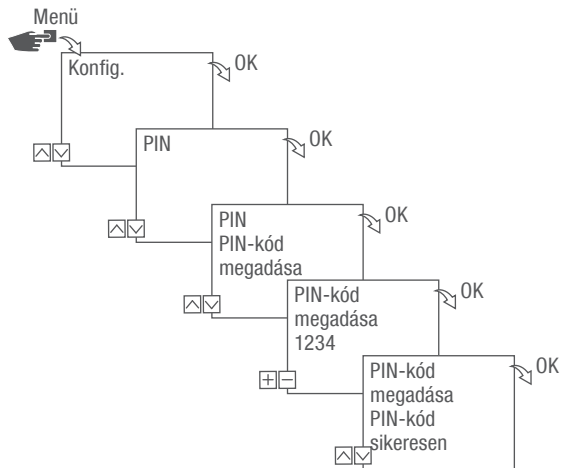 Menü
Konfig.
OK
PIN
OK
PIN
PIN-kód
megadása
OK
PIN-kód
megadása
1234
OK
PIN-kód
megadása
PIN-kód
sikeresen
OK